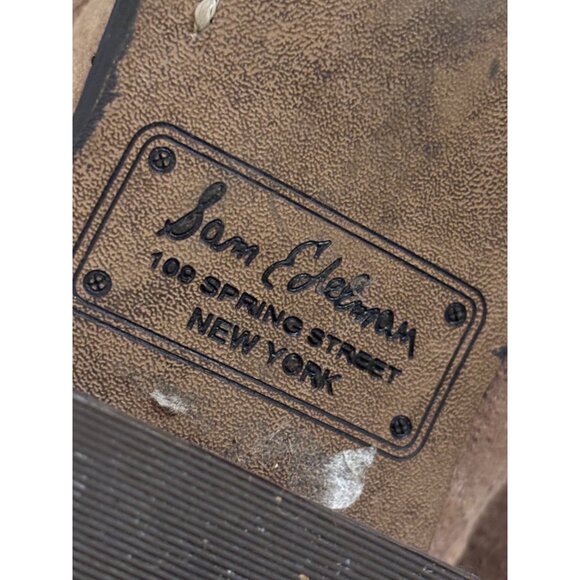 Sam Edelman
109 SPRING STREET
NEW YORK